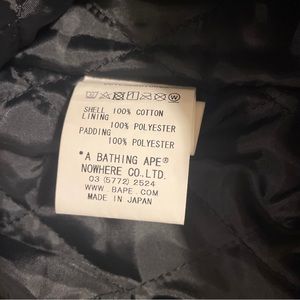 SHELL 100% COTTON
LINING
100% POLYESTER
PADDING
100% POLYESTER
*A BATHING APE®
NOWHERE CO.,LTD.
03 (5772) 2524
WWW.BAPE.COM
MADE IN JAPAN